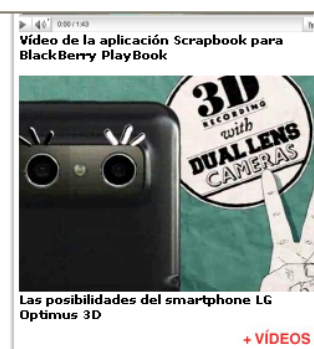 0:00 / 1:43
Vídeo de la aplicación Scrapbook para
BlackBerry PlayBook
3D
RECORDING
with
DUAL LENS
CAMERAS
Las posibilidades del smartphone LG
Optimus 3D
+ VÍDEOS